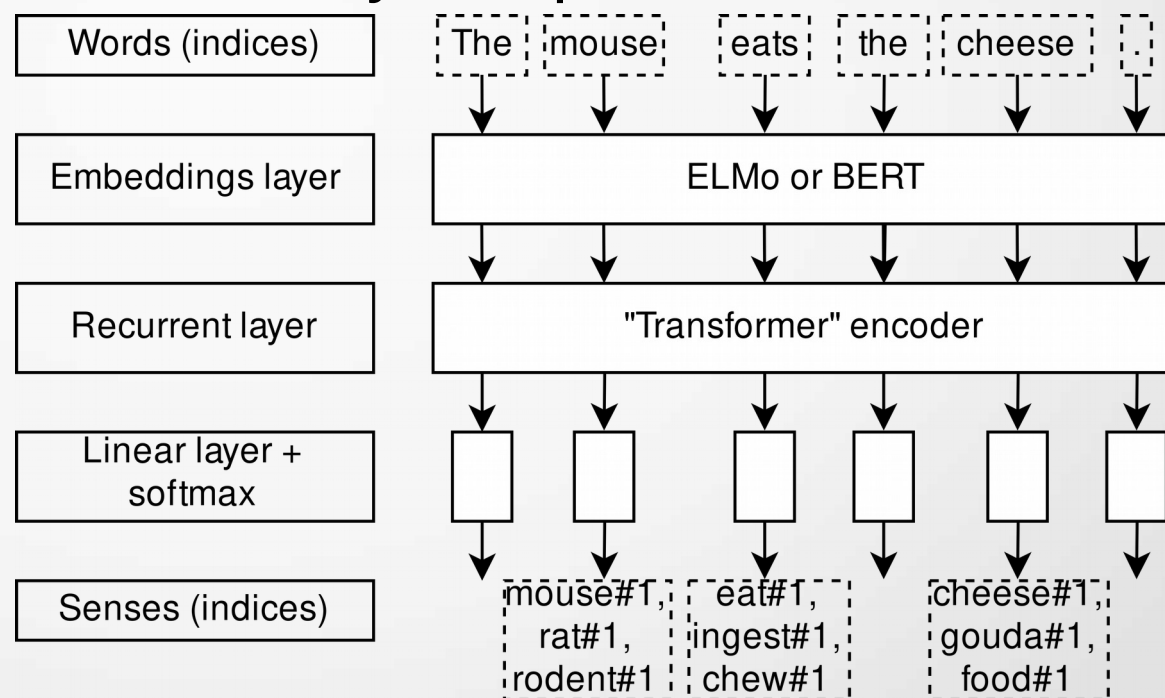 Words (indices)
The mouse eats the cheese .
Embeddings layer
ELMo or BERT
Recurrent layer
"Transformer" encoder
Linear layer +
softmax
Senses (indices)
mouse#1, eat#1, cheese#1,
rat#1, ingest#1, gouda#1,
rodent#1 chew#1 food#1